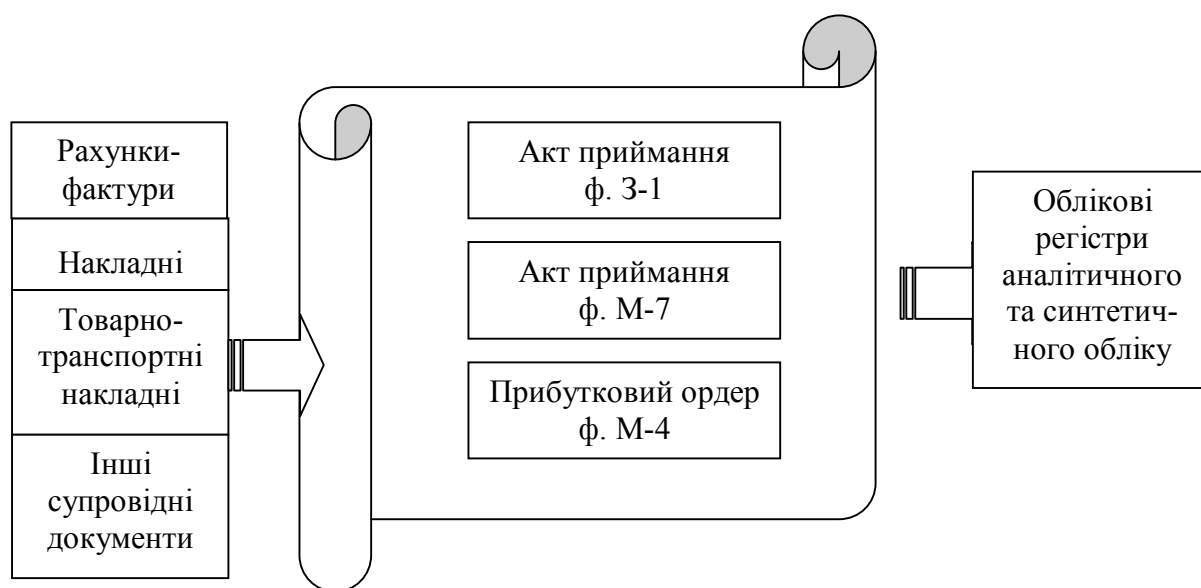 Рахунки-
фактури
Накладні
Товарно-
транспортні
накладні
Інші
супровідні
документи
Акт приймання
ф. З-1
Акт приймання
ф. М-7
Прибутковий ордер
ф. М-4
Облікові
регістри
аналітичного
та синтетич-
ного обліку